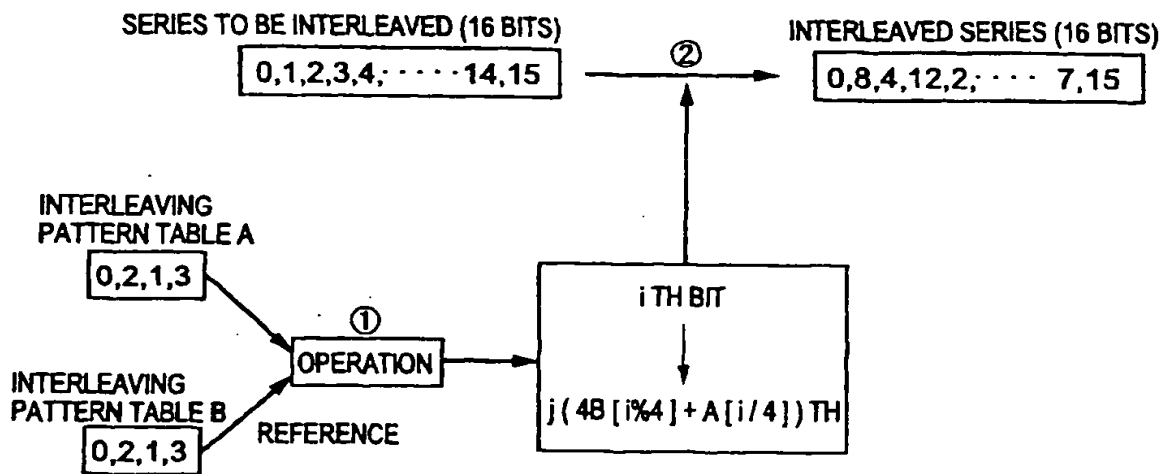 SERIES TO BE INTERLEAVED (16 BITS)
0,1,2,3,4,· · · · ·14,15
②
INTERLEAVED SERIES (16 BITS)
0,8,4,12,2,· · · · 7,15
INTERLEAVING
PATTERN TABLE A
0,2,1,3
①
OPERATION
INTERLEAVING
PATTERN TABLE B
0,2,1,3
REFERENCE
i TH BIT
j ( 4B [ i%4 ] + A [ i / 4 ] ) TH